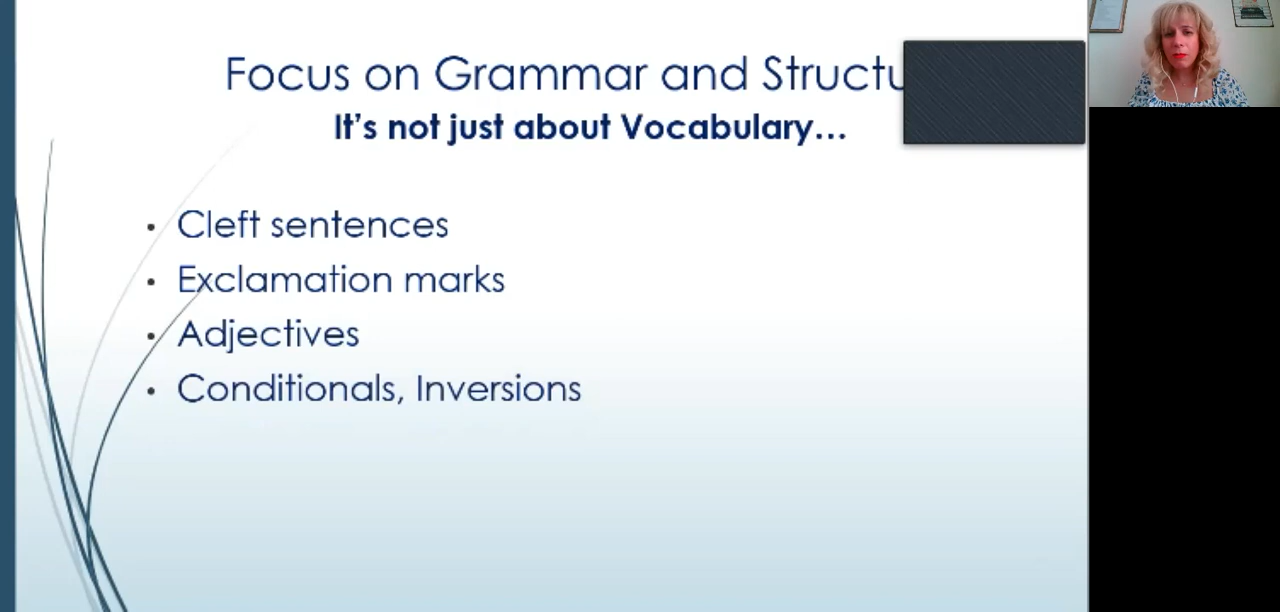 Focus on Grammar and Structu
It's not just about Vocabulary...
• Cleft sentences
• Exclamation marks
• Adjectives
• Conditionals, Inversions